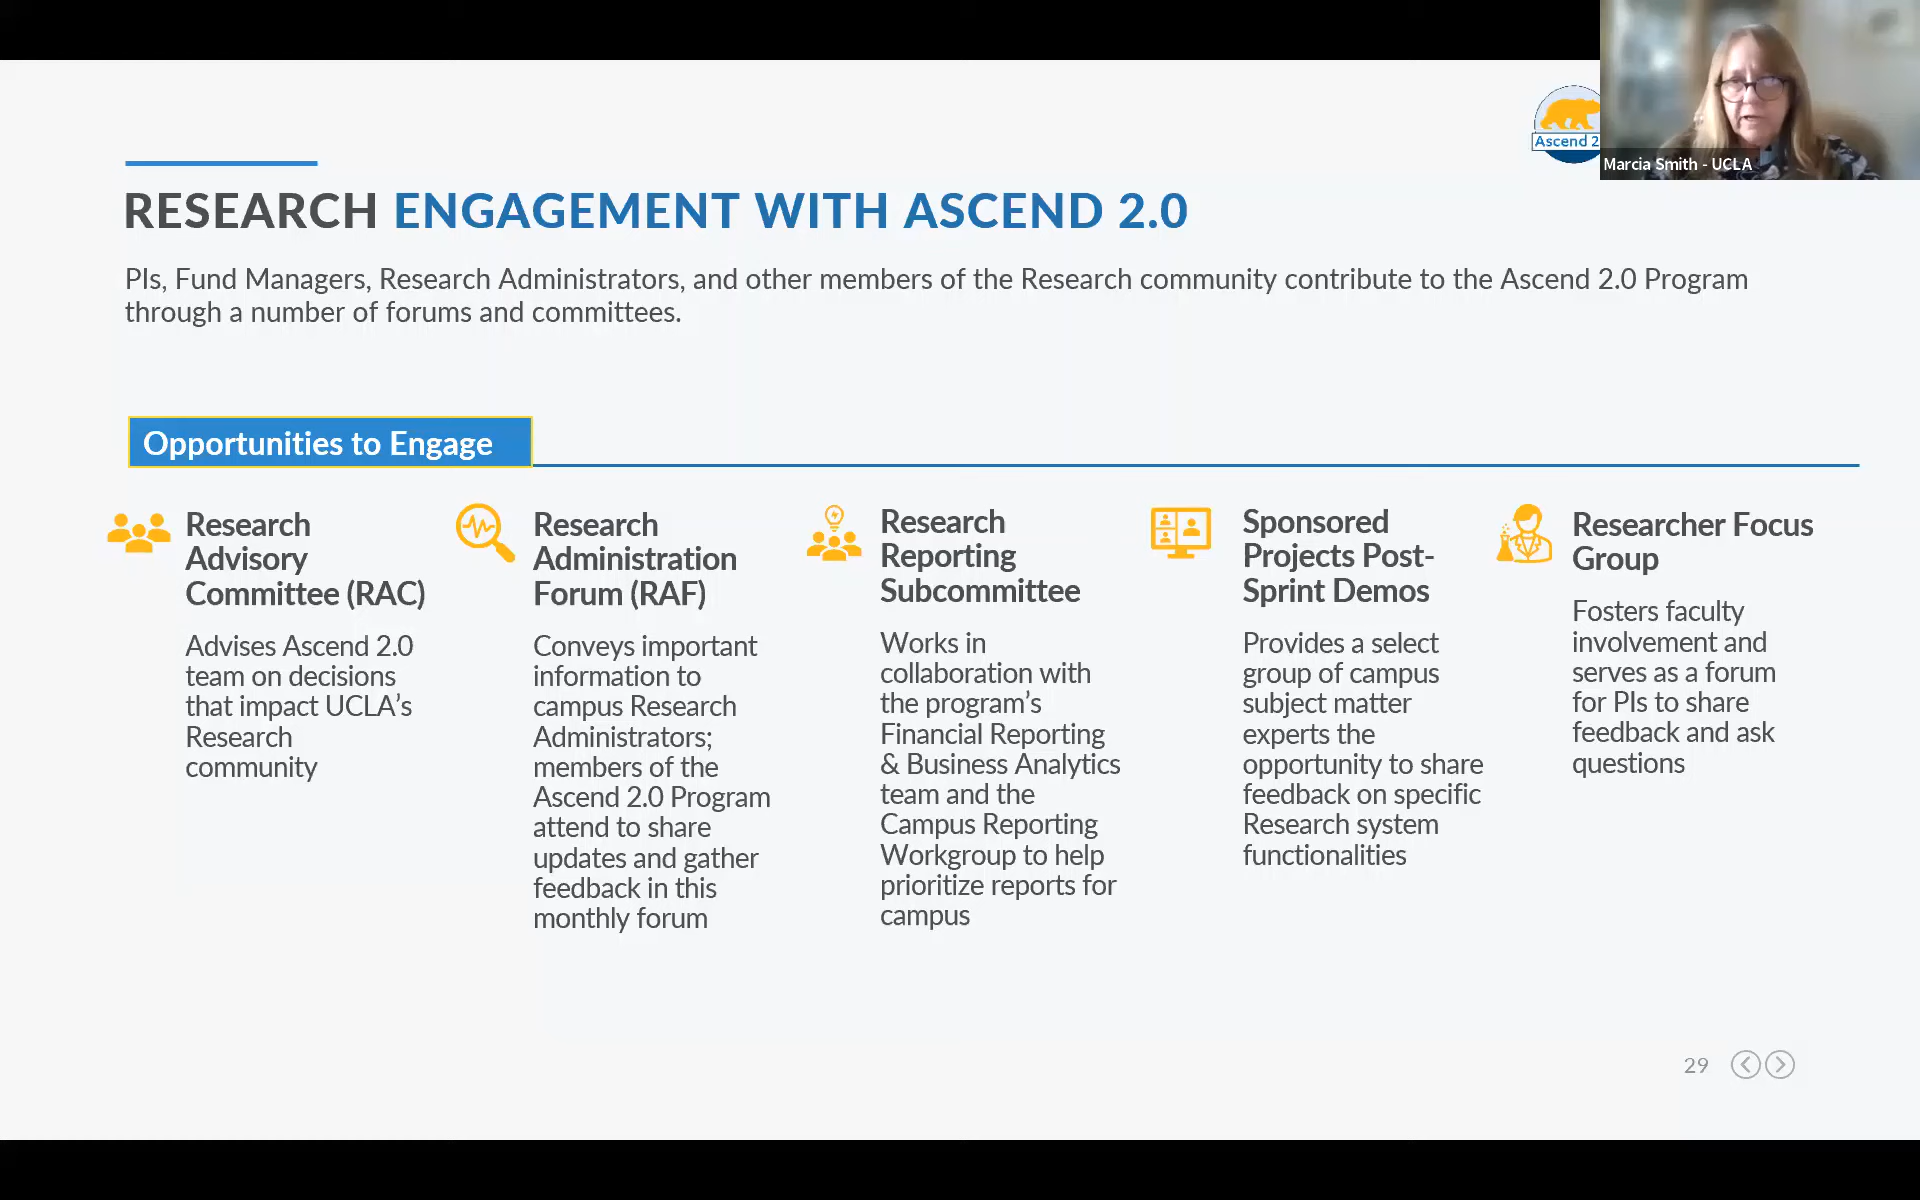 Ascend 2
Marcia Smith - UCLA
RESEARCH ENGAGEMENT WITH ASCEND 2.0
PIs, Fund Managers, Research Administrators, and other members of the Research community contribute to the Ascend 2.0 Program
through a number of forums and committees.
Opportunities to Engage
Research
Advisory
Committee (RAC)
Advises Ascend 2.0
team on decisions
that impact UCLA’s
Research
community
Research
Administration
Forum (RAF)
Conveys important
information to
campus Research
Administrators;
members of the
Ascend 2.0 Program
attend to share
updates and gather
feedback in this
monthly forum
Research
Reporting
Subcommittee
Works in
collaboration with
the program’s
Financial Reporting
& Business Analytics
team and the
Campus Reporting
Workgroup to help
prioritize reports for
campus
Sponsored
Projects Post-
Sprint Demos
Provides a select
group of campus
subject matter
experts the
opportunity to share
feedback on specific
Research system
functionalities
Researcher Focus
Group
Fosters faculty
involvement and
serves as a forum
for PIs to share
feedback and ask
questions
29